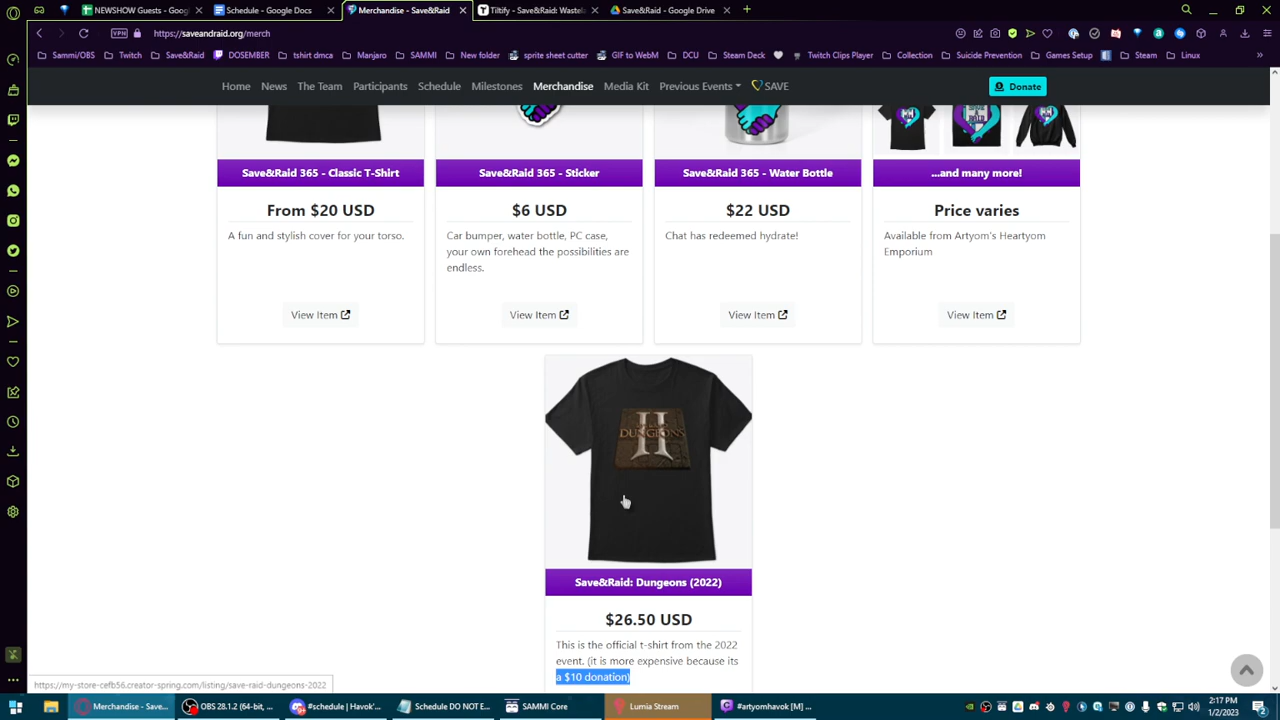 NEWSHOW Guests - Googl
Schedule - Google Docs
Merchandise - Save&Raid
Tiltify - Save&Raid: Wastela
Save&Raid - Google Drive
VPN
https://saveandraid.org/merch
Sammi/OBS
Twitch
Save&Raid
DOSEMBER
tshirt dmca
Manjaro
SAMMI
New folder
sprite sheet cutter
GIF to WebM
DCU
Steam Deck
Twitch Clips Player
Collection
Suicide Prevention
Games Setup
Steam
Linux
Home
News
The Team
Participants
Schedule
Milestones
Merchandise
Media Kit
Previous Events
SAVE
Donate
Save&Raid 365 - Classic T-Shirt
Save&Raid 365 - Sticker
Save&Raid 365 - Water Bottle
...and many more!
From $20 USD
$6 USD
$22 USD
Price varies
A fun and stylish cover for your torso.
Car bumper, water bottle, PC case,
your own forehead the possibilities are
endless.
Chat has redeemed hydrate!
Available from Artyom's Heartyom
Emporium
View Item
View Item
View Item
View Item
DUNGEONS
II
Save&Raid: Dungeons (2022)
$26.50 USD
This is the official t-shirt from the 2022
event. (it is more expensive because its
a $10 donation)
https://my-store-cefb56.creator-spring.com/listing/save-raid-dungeons-2022
Merchandise - Save...
OBS 28.1.2 (64-bit, ...
#schedule | Havok'...
Schedule DO NOT E...
SAMMI Core
Lumia Stream
#artyomhavok [M] ...
2:17 PM
1/2/2023
2